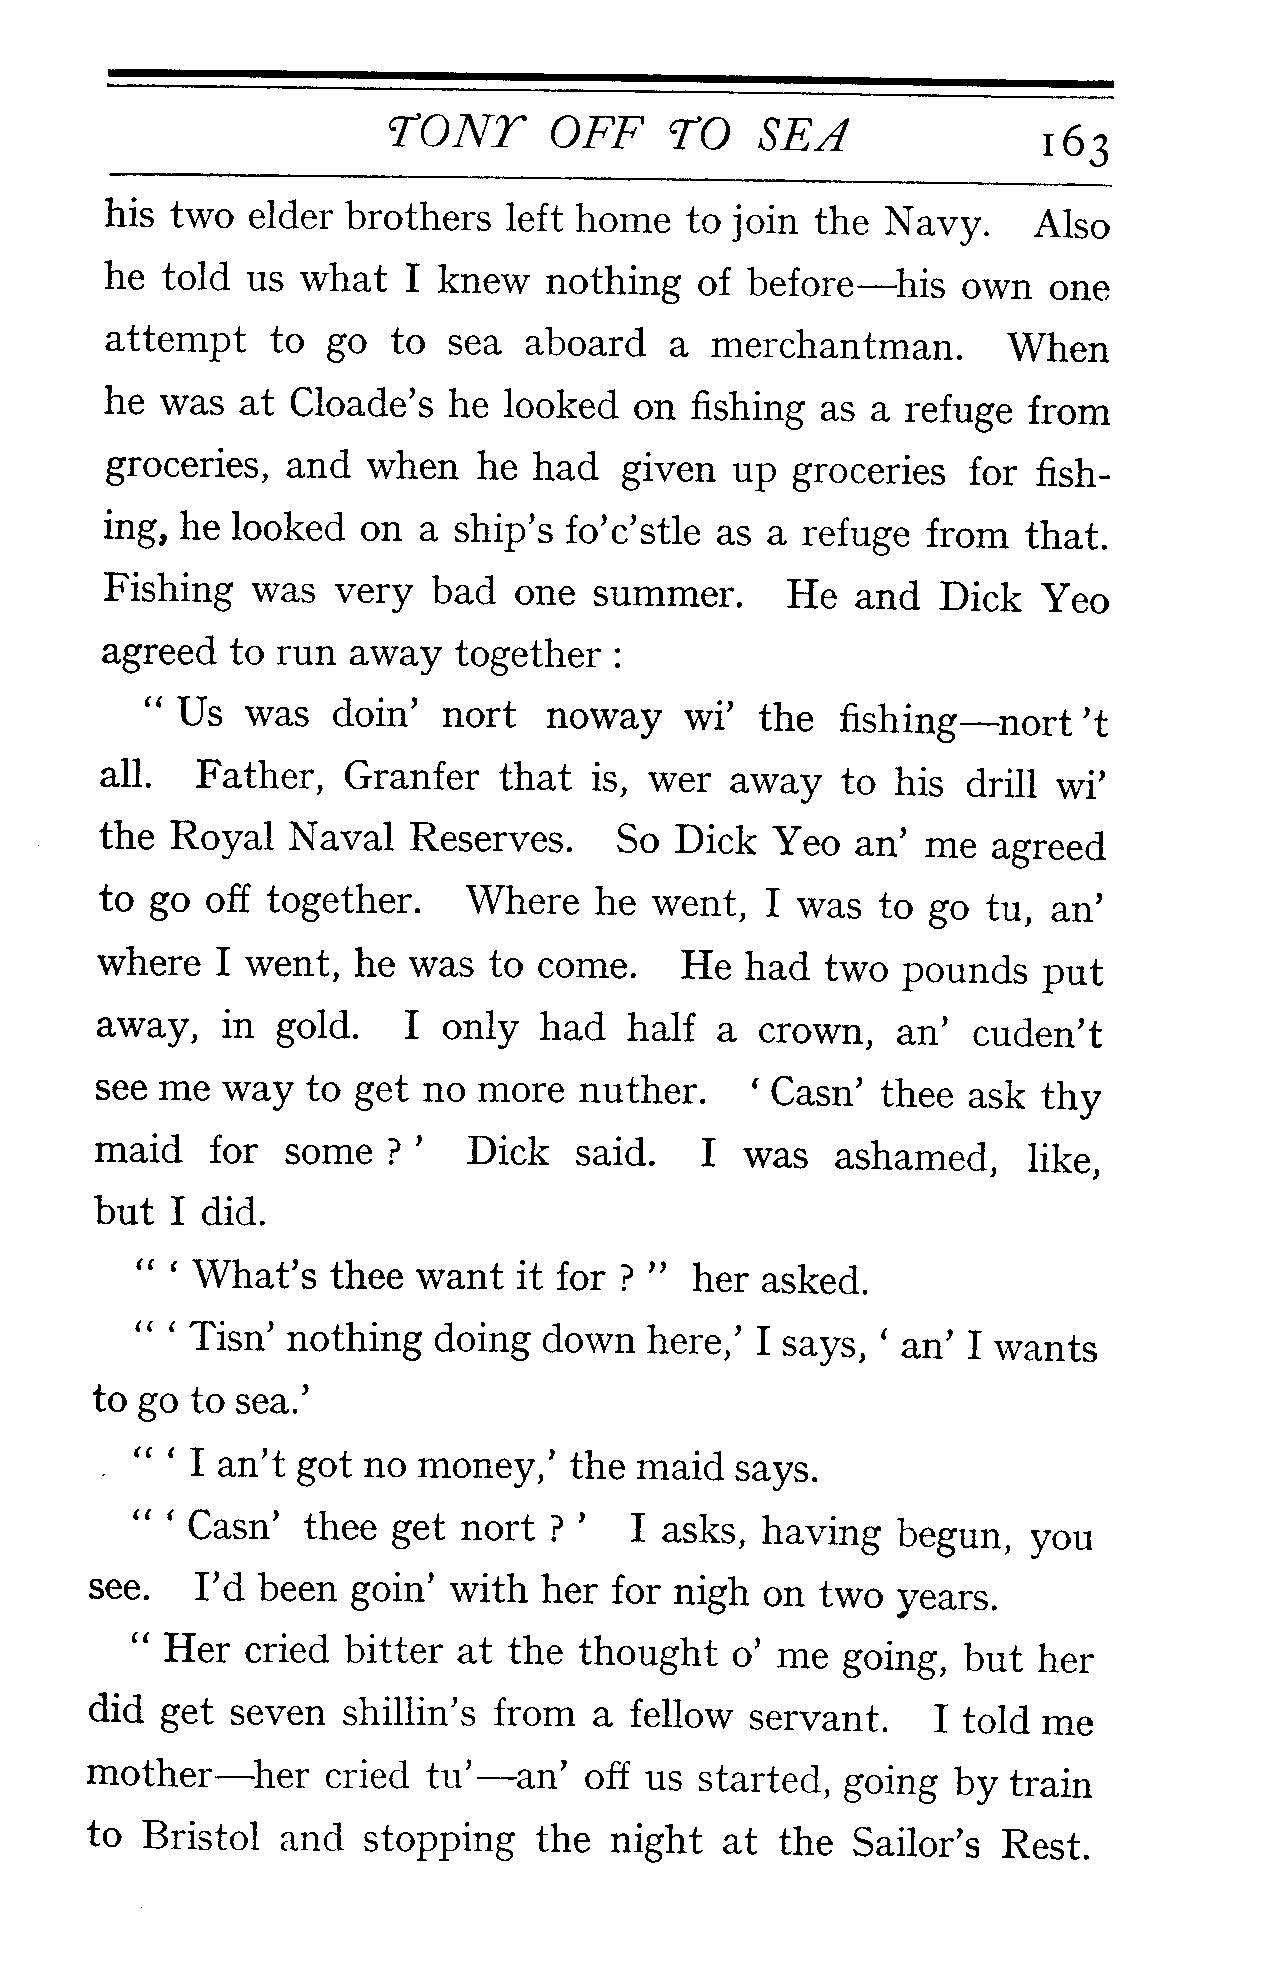 TONY OFF TO SEA 163
his two elder brothers left home to join the Navy. Also
he told us what I knew nothing of before—his own one
attempt to go to sea aboard a merchantman. When
he was at Cloade's he looked on fishing as a refuge from
groceries, and when he had given up groceries for fish-
ing, he looked on a ship's fo'c'stle as a refuge from that.
Fishing was very bad one summer. He and Dick Yeo
agreed to run away together :
“ Us was doin' nort noway wi' the fishing—nort 't
all. Father, Granfer that is, wer away to his drill wi'
the Royal Naval Reserves. So Dick Yeo an' me agreed
to go off together. Where he went, I was to go tu, an'
where I went, he was to come. He had two pounds put
away, in gold. I only had half a crown, an' cuden't
see me way to get no more nuther. ‘ Casn' thee ask thy
maid for some ? ’ Dick said. I was ashamed, like,
but I did.
“ ‘ What's thee want it for ? ” her asked.
“ ‘ Tisn' nothing doing down here,’ I says, ‘ an' I wants
to go to sea.’
“ ‘ I an't got no money,’ the maid says.
“ ‘ Casn' thee get nort ? ’ I asks, having begun, you
see. I'd been goin' with her for nigh on two years.
“ Her cried bitter at the thought o' me going, but her
did get seven shillin's from a fellow servant. I told me
mother—her cried tu'—an' off us started, going by train
to Bristol and stopping the night at the Sailor's Rest.